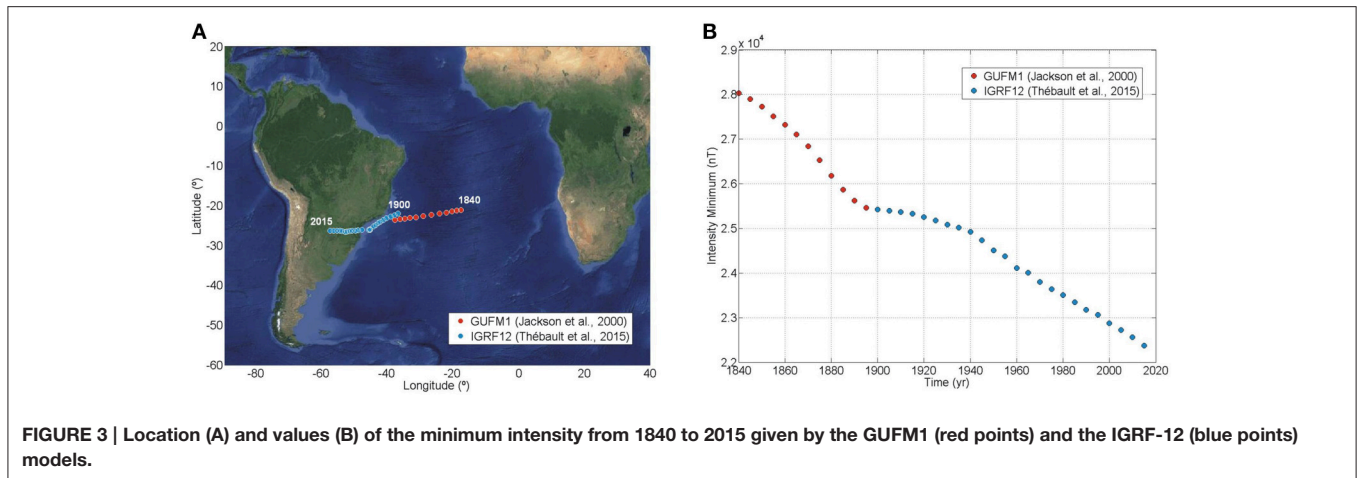 A
20
10
0
-10
-20
-30
-40
-50
-60
Latitude (º)
2015
1900
1840
GUFM1 (Jackson et al., 2000)
IGRF12 (Thébault et al., 2015)
-80 -60 -40 -20 0 20 40
Longitude (º)
B
x 10⁴
2.9
2.8
2.7
2.6
2.5
2.4
2.3
2.2
Intensity Minimum (nT)
GUFM1 (Jackson et al., 2000)
IGRF12 (Thébault et al., 2015)
1840 1860 1880 1900 1920 1940 1960 1980 2000 2020
Time (yr)
FIGURE 3 | Location (A) and values (B) of the minimum intensity from 1840 to 2015 given by the GUFM1 (red points) and the IGRF-12 (blue points)
models.